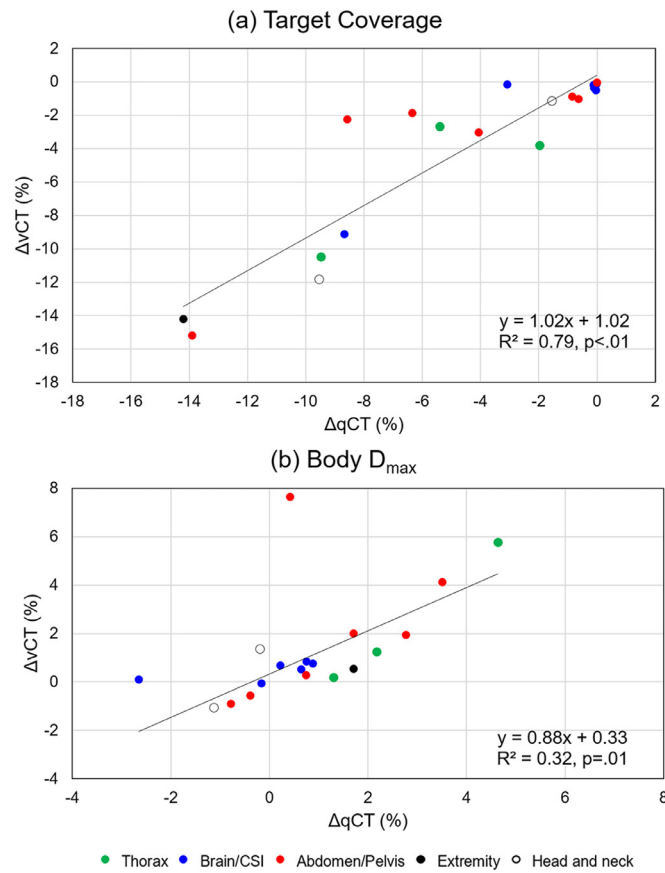 (a) Target Coverage
2
0
-2
-4
-6
-8
-10
-12
-14
-16
-18
ΔvCT (%)
y = 1.02x + 1.02
R² = 0.79, p<.01
-18 -16 -14 -12 -10 -8 -6 -4 -2 0
ΔqCT (%)
(b) Body Dmax
8
6
4
2
0
-2
-4
ΔvCT (%)
y = 0.88x + 0.33
R² = 0.32, p=.01
-4 -2 0 2 4 6 8
ΔqCT (%)
Thorax Brain/CSI Abdomen/Pelvis Extremity Head and neck